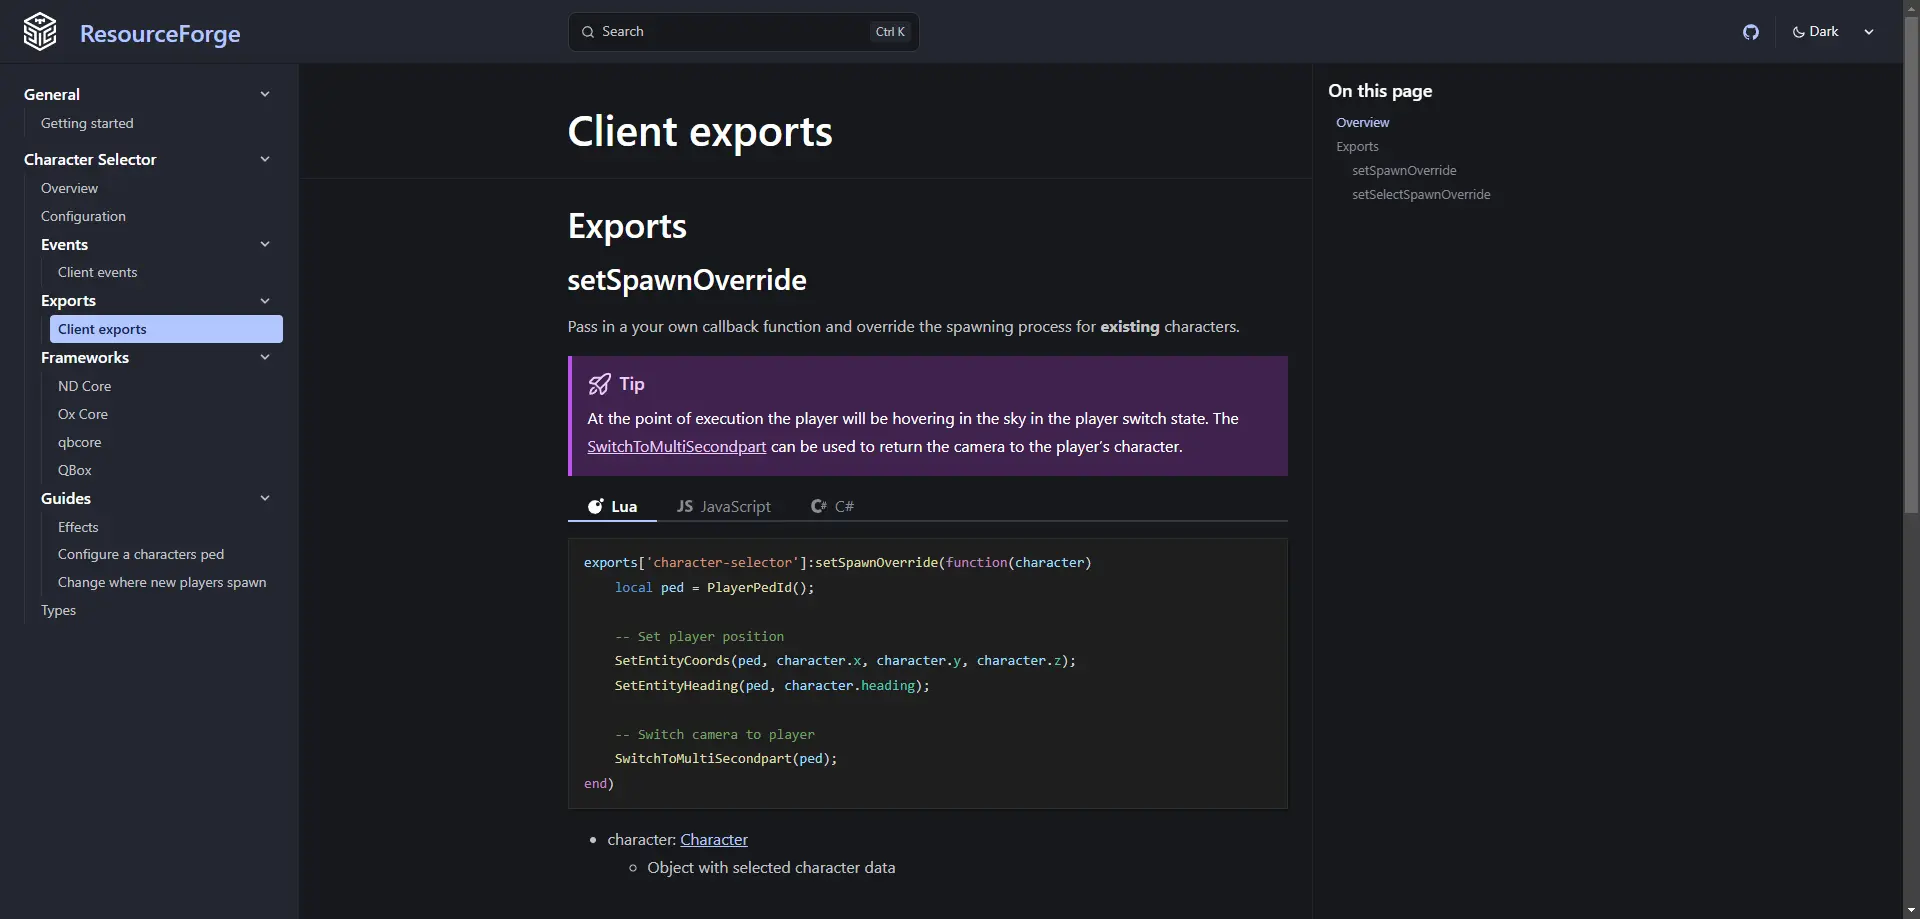 ResourceForge
Search
Ctrl K
Dark
General
Getting started
Character Selector
Overview
Configuration
Events
Client events
Exports
Client exports
Frameworks
ND Core
Ox Core
qbcore
QBox
Guides
Effects
Configure a characters ped
Change where new players spawn
Types
Client exports
Exports
setSpawnOverride
Pass in a your own callback function and override the spawning process for existing characters.
Tip
At the point of execution the player will be hovering in the sky in the player switch state. The
SwitchToMultiSecondpart can be used to return the camera to the player’s character.
Lua
JS JavaScript
C# C#
exports['character-selector']:setSpawnOverride(function(character)
    local ped = PlayerPedId();
    -- Set player position
    SetEntityCoords(ped, character.x, character.y, character.z);
    SetEntityHeading(ped, character.heading);
    -- Switch camera to player
    SwitchToMultiSecondpart(ped);
end)
• character: Character
◦ Object with selected character data
On this page
Overview
Exports
setSpawnOverride
setSelectSpawnOverride